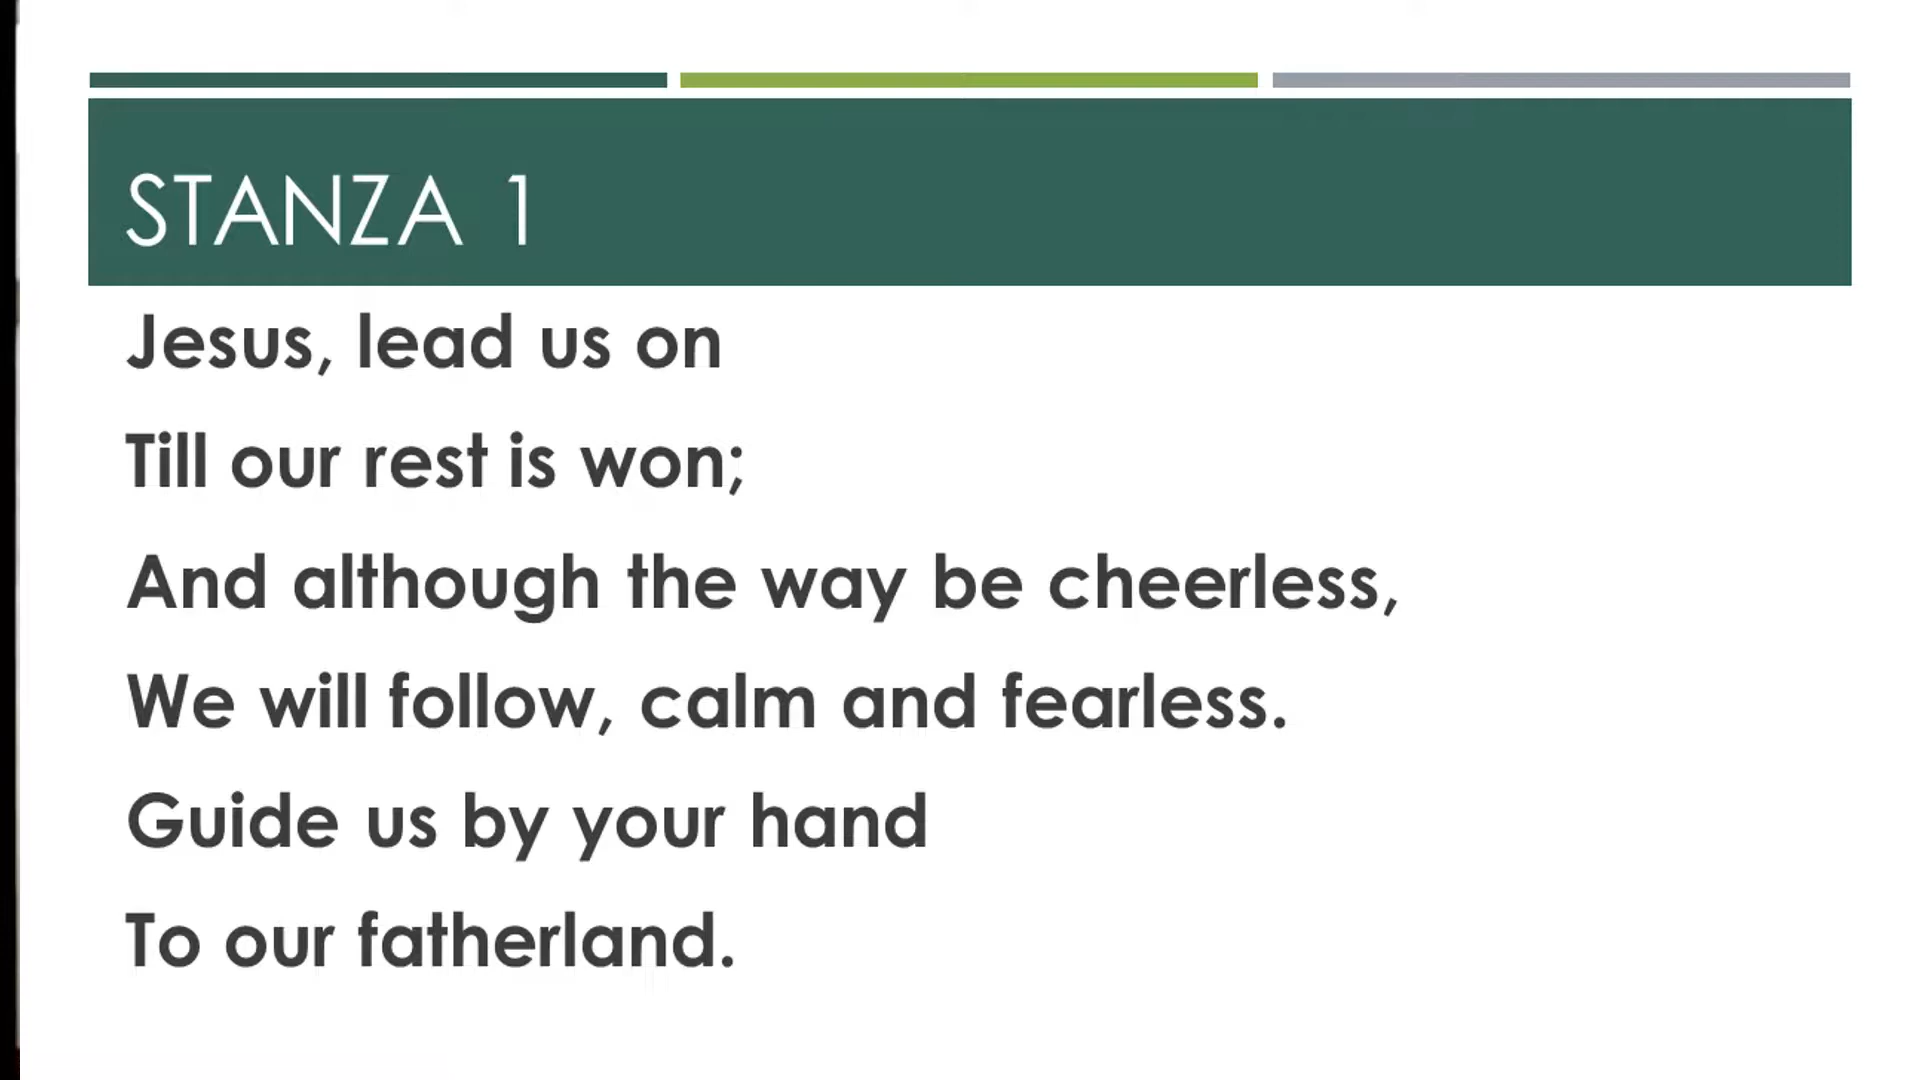 STANZA 1
Jesus, lead us on
Till our rest is won;
And although the way be cheerless,
We will follow, calm and fearless.
Guide us by your hand
To our fatherland.